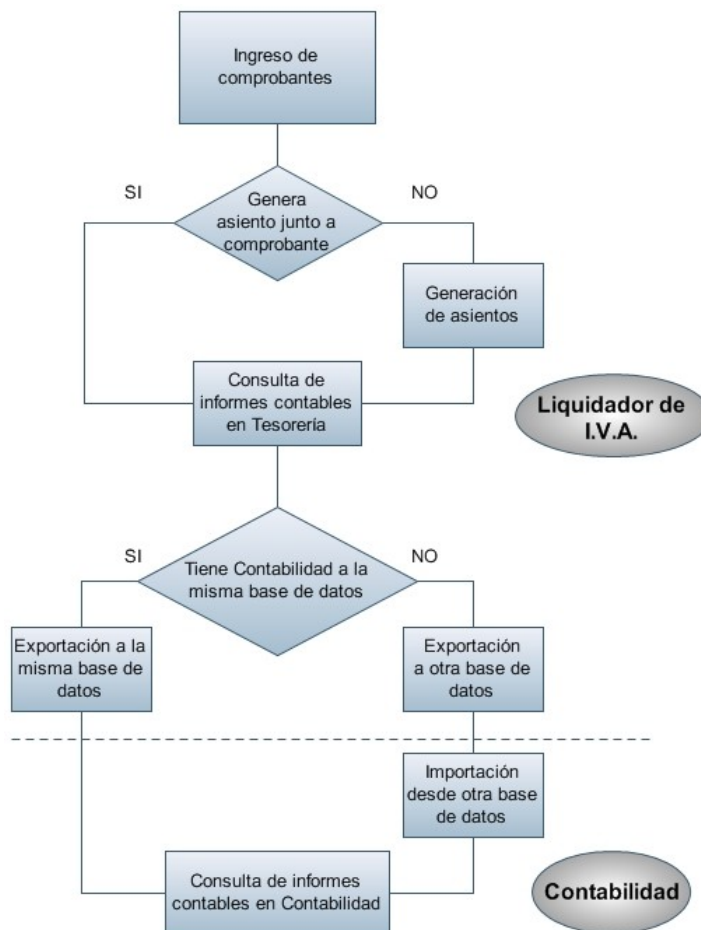 Ingreso de
comprobantes
SI
NO
Genera
asiento junto a
comprobante
Generación
de asientos
Consulta de
informes contables
en Tesorería
Liquidador de
I.V.A.
SI
NO
Tiene Contabilidad a la
misma base de datos
Exportación a la
misma base de
datos
Exportación
a otra base de
datos
Importación
desde otra base
de datos
Consulta de informes
contables en Contabilidad
Contabilidad